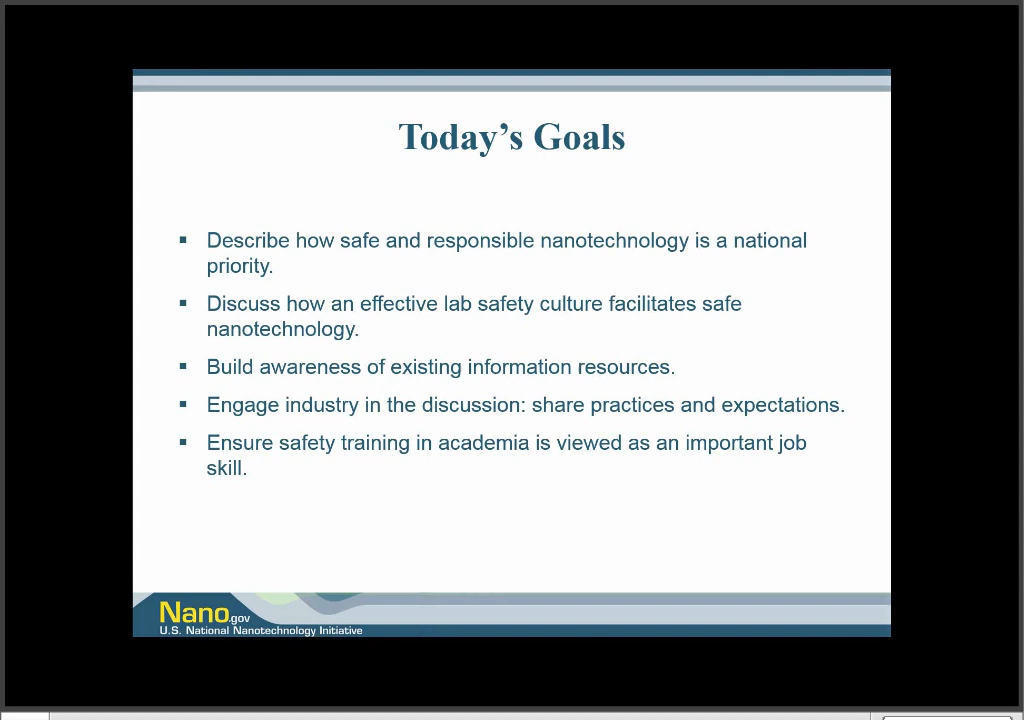 Today's Goals
▪ Describe how safe and responsible nanotechnology is a national
priority.
▪ Discuss how an effective lab safety culture facilitates safe
nanotechnology.
▪ Build awareness of existing information resources.
▪ Engage industry in the discussion: share practices and expectations.
▪ Ensure safety training in academia is viewed as an important job
skill.
Nano.gov
U.S. National Nanotechnology Initiative